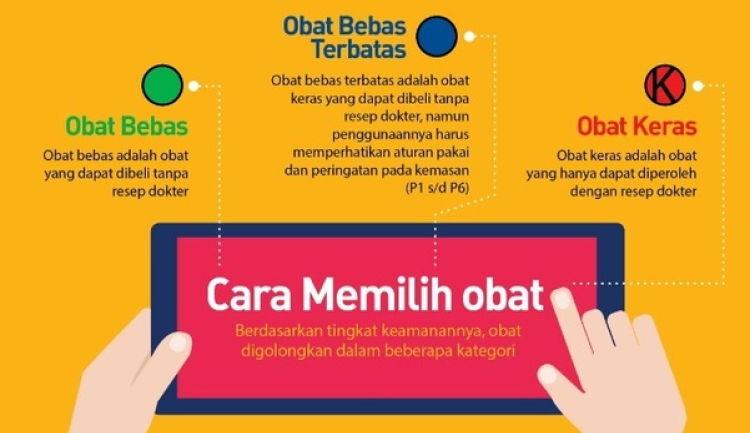 Obat Bebas
Terbatas
Obat bebas terbatas adalah obat
keras yang dapat dibeli tanpa
resep dokter, namun
penggunaannya harus
memperhatikan aturan pakai
dan peringatan pada kemasan
(P1 s/d P6)
Obat Bebas
Obat bebas adalah obat
yang dapat dibeli tanpa
resep dokter
K
Obat Keras
Obat keras adalah obat
yang hanya dapat diperoleh
dengan resep dokter
Cara Memilih obat
Berdasarkan tingkat keamanannya, obat
digolongkan dalam beberapa kategori